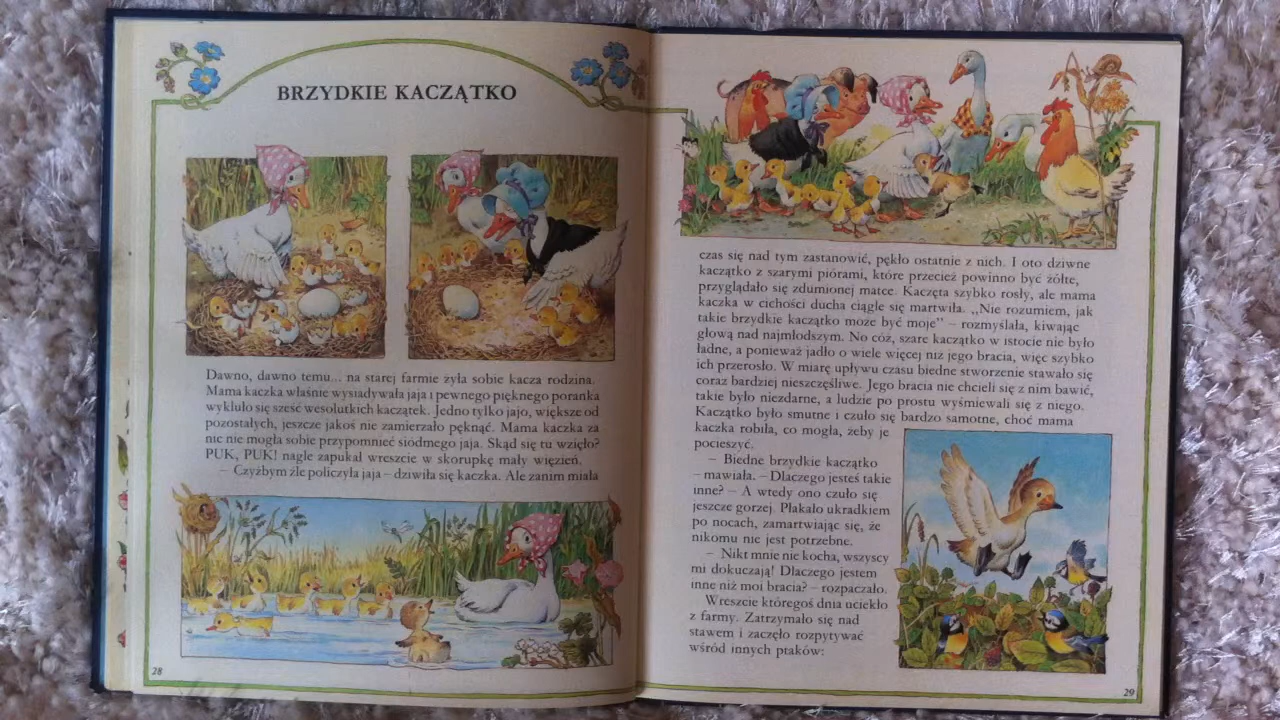 BRZYDKIE KACZĄTKO
Dawno, dawno temu... na starej farmie żyła sobie kacza rodzina.
Mama kaczka właśnie wysiadywała jaja i pewnego pięknego poranka
wykluło się sześć wesolutkich kaczątek. Jedno tylko jajo, większe od
pozostałych, jeszcze jakoś nie zamierzało pęknąć. Mama kaczka za
nic nie mogła sobie przypomnieć siódmego jaja. Skąd się tu wzięło?
PUK, PUK! nagle zapukał wreszcie w skorupkę mały więzień.
– Czyżbym źle policzyła jaja – dziwiła się kaczka. Ale zanim miała
28
czas się nad tym zastanowić, pękło ostatnie z nich. I oto dziwne
kaczątko z szarymi piórami, które przecież powinno być żółte,
przyglądało się zdumionej matce. Kaczęta szybko rosły, ale mama
kaczka w cichości ducha ciągle się martwiła. „Nie rozumiem, jak
takie brzydkie kaczątko może być moje” – rozmyślała, kiwając
głową nad najmłodszym. No cóż, szare kaczątko w istocie nie było
ładne, a ponieważ jadło o wiele więcej niż jego bracia, więc szybko
ich przerosło. W miarę upływu czasu biedne stworzenie stawało się
coraz bardziej nieszczęśliwe. Jego bracia nie chcieli się z nim bawić,
takie było niezdarne, a ludzie po prostu wyśmiewali się z niego.
Kaczątko było smutne i czuło się bardzo samotne, choć mama
kaczka robiła, co mogła, żeby je
pocieszyć.
– Biedne brzydkie kaczątko
– mawiała. – Dlaczego jesteś takie
inne? – A wtedy ono czuło się
jeszcze gorzej. Płakało ukradkiem
po nocach, zamartwiając się, że
nikomu nie jest potrzebne.
– Nikt mnie nie kocha, wszyscy
mi dokuczają! Dlaczego jestem
inne niż moi bracia? – rozpaczało.
Wreszcie któregoś dnia uciekło
z farmy. Zatrzymało się nad
stawem i zaczęło rozpytywać
wśród innych ptaków:
29